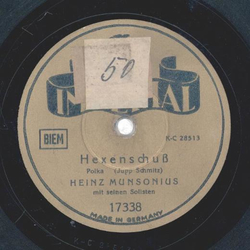 50
IMPERIAL
BIEM
K-C 28513
Hexenschuß
Polka (Jupp Schmitz)
HEINZ MUNSONIUS
mit seinen Solisten
17338
MADE IN GERMANY